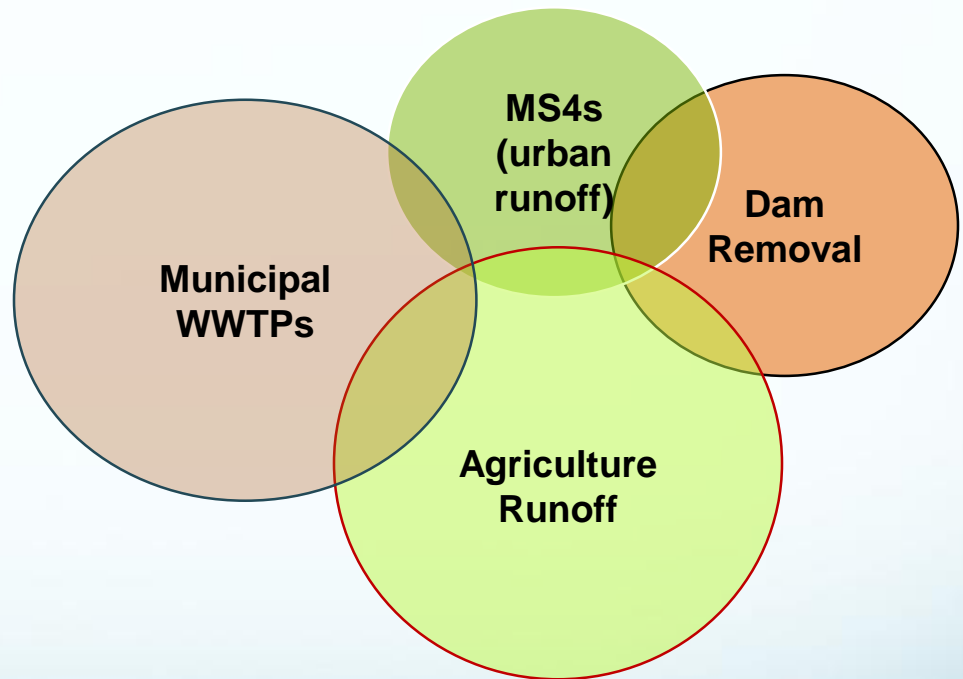 MS4s
(urban
runoff)
Dam
Removal
Municipal
WWTPs
Agriculture
Runoff